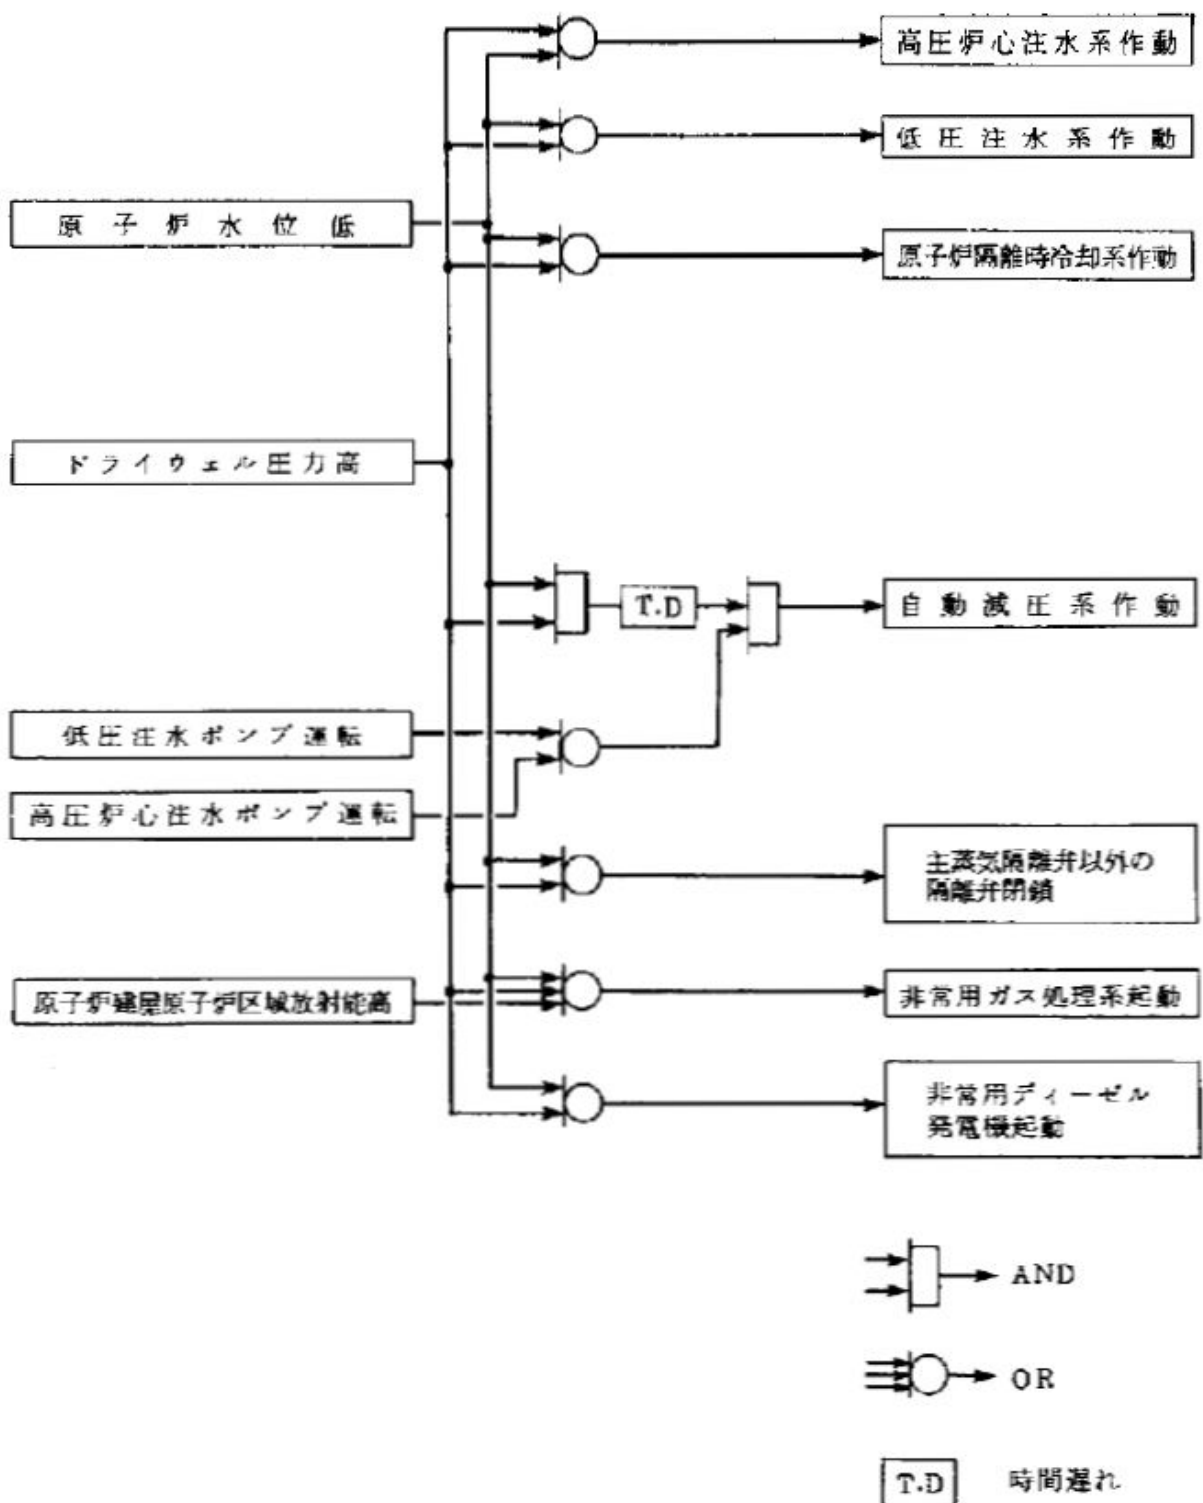 高圧炉心注水系作動
低圧注水系作動
原子炉水位低
原子炉隔離時冷却系作動
ドライウェル圧力高
T.D
自動減圧系作動
低圧注水ポンプ運転
高圧炉心注水ポンプ運転
主蒸気隔離弁以外の
隔離弁閉鎖
原子炉建屋原子炉区域放射能高
非常用ガス処理系起動
非常用ディーゼル
発電機起動
AND
OR
T.D 時間遅れ